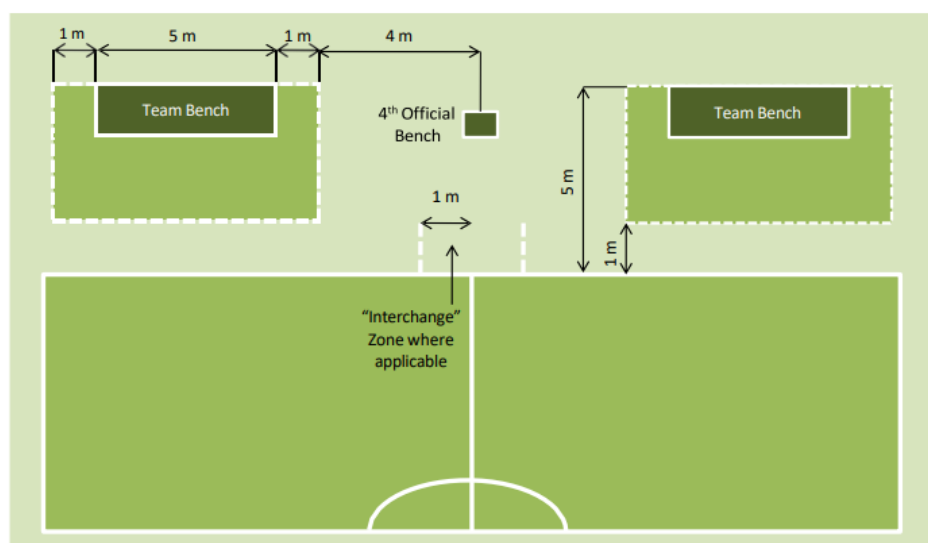 1 m
5 m
1 m
4 m
Team Bench
4th Official
Bench
Team Bench
5 m
1 m
1 m
“Interchange”
Zone where
applicable